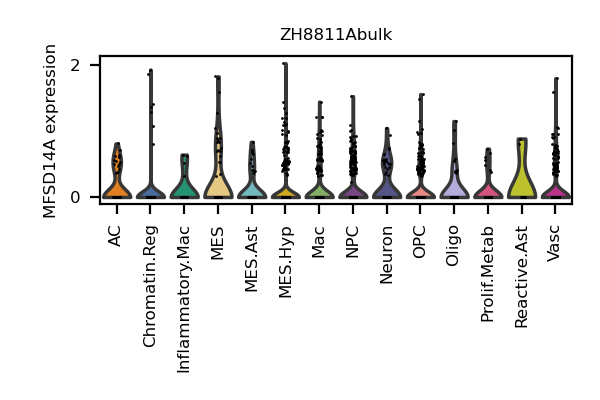 ZH8811Abulk
MFSD14A expression
2
0
AC
Chromatin.Reg
Inflammatory.Mac
MES
MES.Ast
MES.Hyp
Mac
NPC
Neuron
OPC
Oligo
Prolif.Metab
Reactive.Ast
Vasc